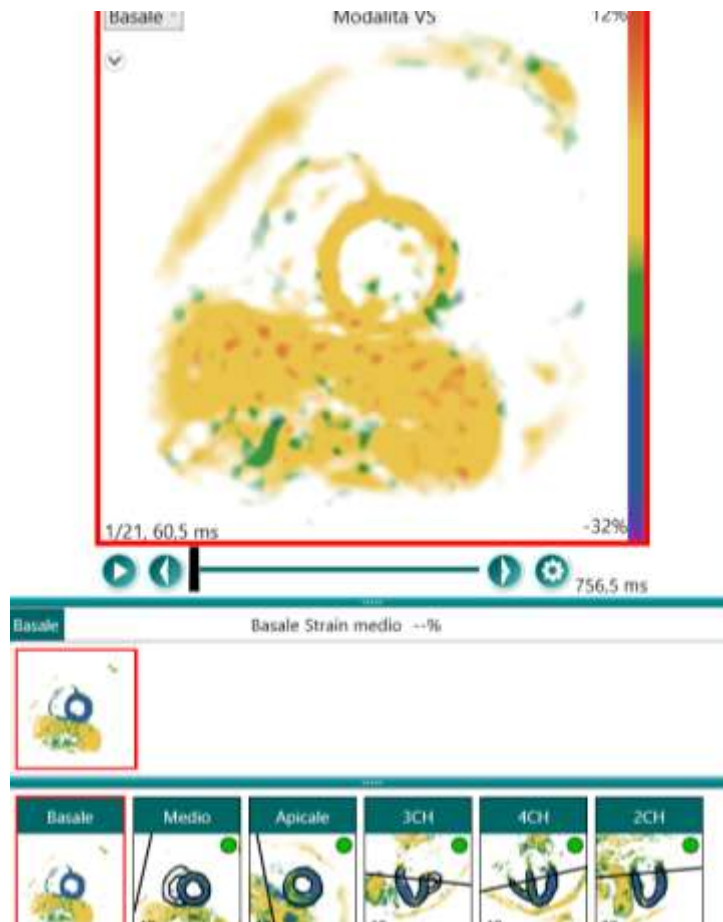 Basale
Modalità VS
12%
1/21, 60,5 ms
-32%
756,5 ms
Basale
Basale Strain medio --%
Basale
Medio
Apicale
3CH
4CH
2CH